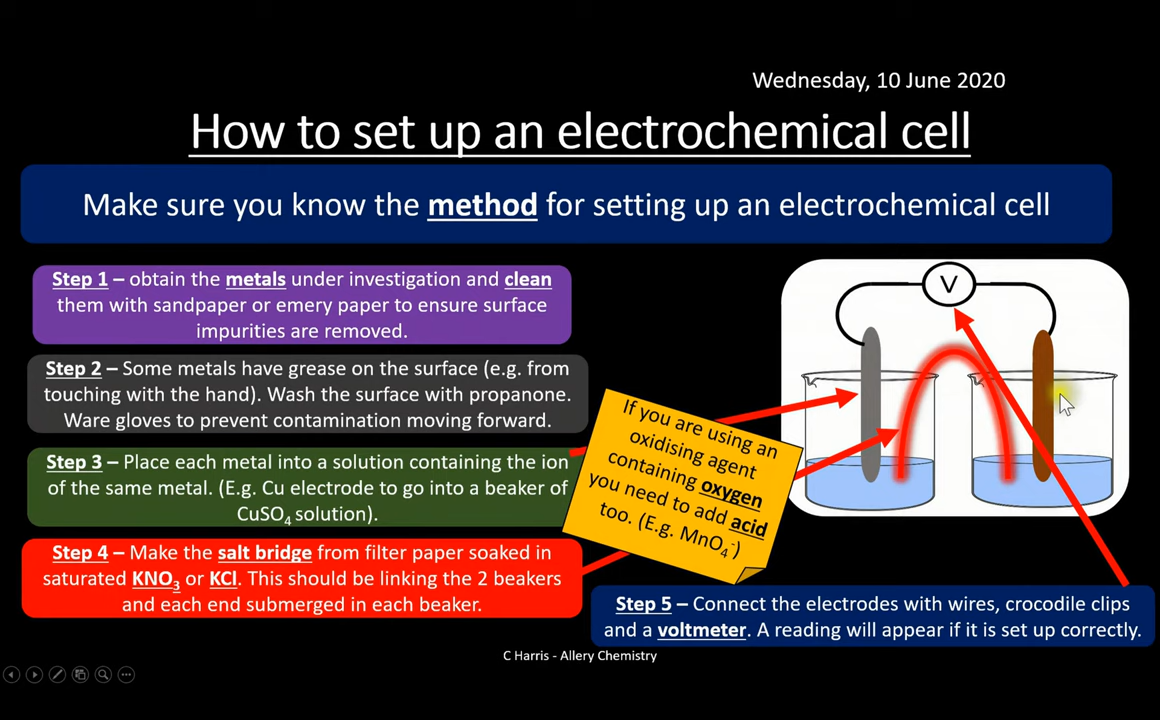 Wednesday, 10 June 2020
How to set up an electrochemical cell
Make sure you know the method for setting up an electrochemical cell
Step 1 – obtain the metals under investigation and clean
them with sandpaper or emery paper to ensure surface
impurities are removed.
Step 2 – Some metals have grease on the surface (e.g. from
touching with the hand). Wash the surface with propanone.
Ware gloves to prevent contamination moving forward.
Step 3 – Place each metal into a solution containing the ion
of the same metal. (E.g. Cu electrode to go into a beaker of
CuSO₄ solution).
Step 4 – Make the salt bridge from filter paper soaked in
saturated KNO₃ or KCl. This should be linking the 2 beakers
and each end submerged in each beaker.
If you are using an
oxidising agent
containing oxygen
you need to add acid
too. (E.g. MnO₄⁻)
V
Step 5 – Connect the electrodes with wires, crocodile clips
and a voltmeter. A reading will appear if it is set up correctly.
C Harris - Allery Chemistry